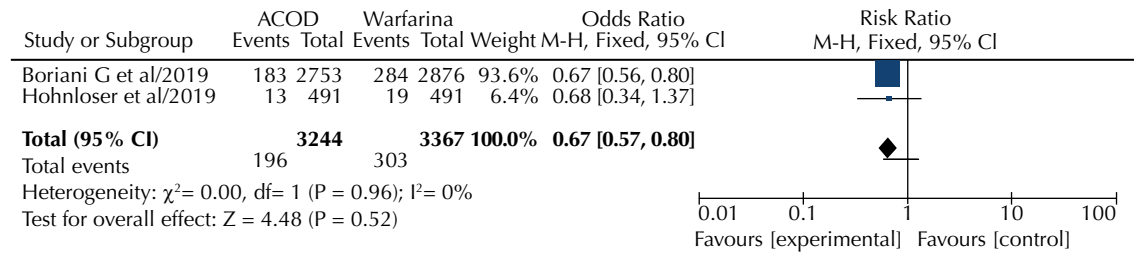 ACOD Warfarina Odds Ratio Risk Ratio
Study or Subgroup Events Total Events Total Weight M-H, Fixed, 95% Cl M-H, Fixed, 95% Cl
Boriani G et al/2019 183 2753 284 2876 93.6% 0.67 [0.56, 0.80]
Hohnloser et al/2019 13 491 19 491 6.4% 0.68 [0.34, 1.37]
Total (95% CI) 3244 3367 100.0% 0.67 [0.57, 0.80]
Total events 196 303
Heterogeneity: χ²= 0.00, df= 1 (P = 0.96); I²= 0%
Test for overall effect: Z = 4.48 (P = 0.52)
0.01 0.1 1 10 100
Favours [experimental] Favours [control]